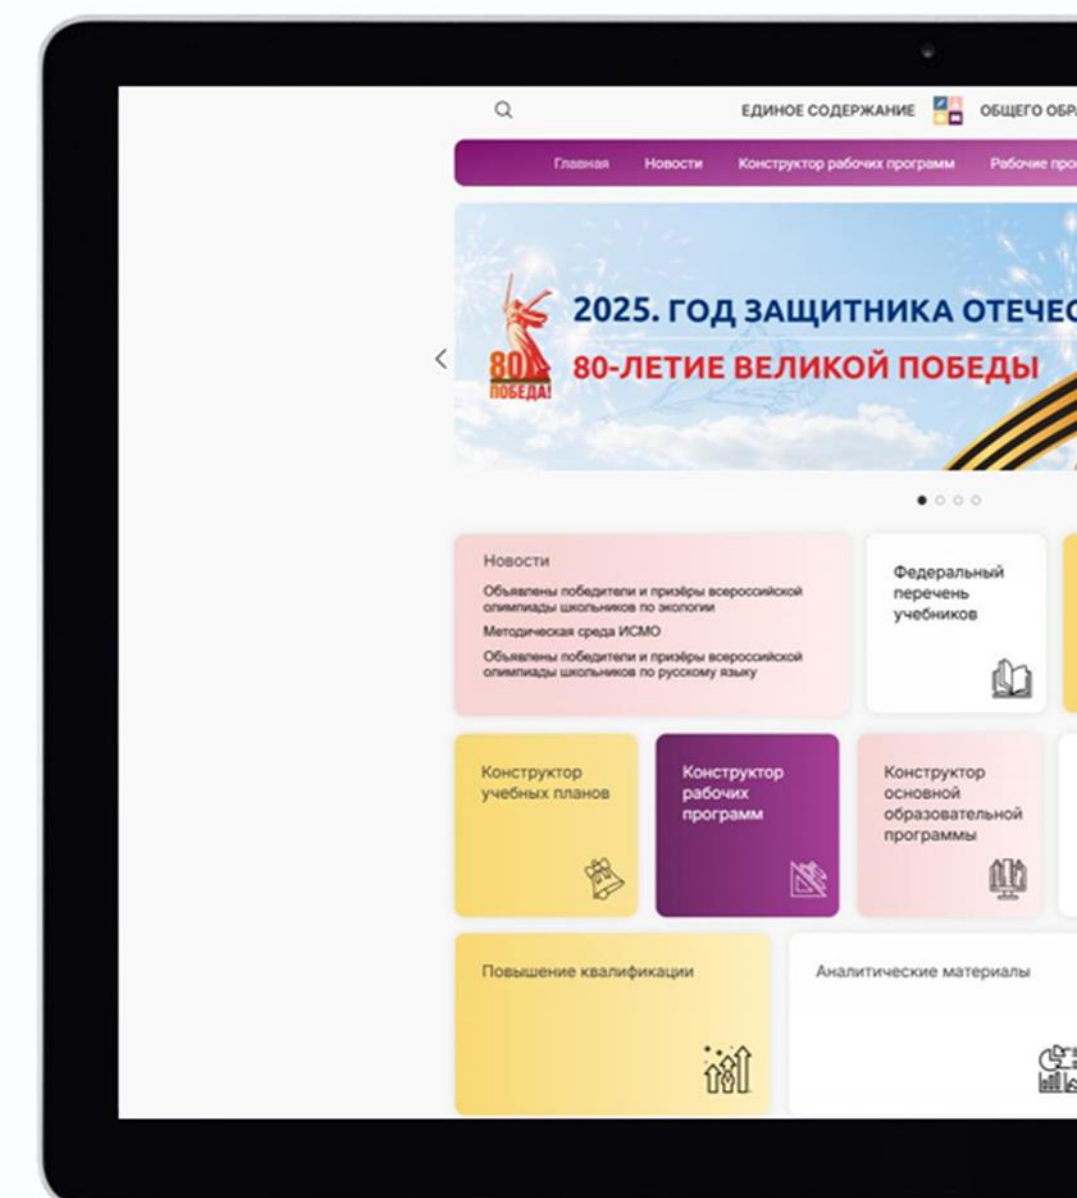 ЕДИНОЕ СОДЕРЖАНИЕ ОБЩЕГО
Главная Новости Конструктор рабочих программ Рабочие
2025. ГОД ЗАЩИТНИКА
80-ЛЕТИЕ ВЕЛИКОЙ ПОБЕДЫ
80
ПОБЕДА!
Новости
Объявлены победители и призёры всероссийской
олимпиады школьников по экологии
Методическая среда ИСМО
Объявлены победители и призёры всероссийской
олимпиады школьников по русскому языку
Федеральный
перечень
учебников
Конструктор
учебных планов
Конструктор
рабочих
программ
Конструктор
основной
образовательной
программы
Повышение квалификации
Аналитические материалы